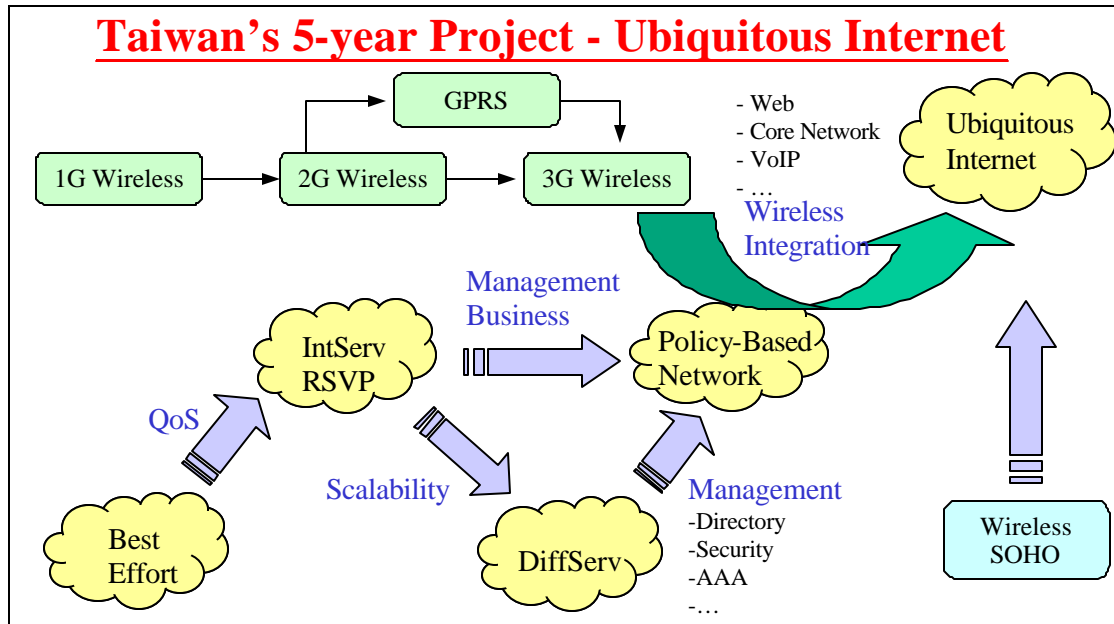 Taiwan's 5-year Project - Ubiquitous Internet
GPRS
1G Wireless
2G Wireless
3G Wireless
- Web
- Core Network
- VoIP
- …
Ubiquitous
Internet
Wireless
Integration
Management
Business
IntServ
RSVP
Policy-Based
Network
QoS
Scalability
Best
Effort
DiffServ
Management
-Directory
-Security
-AAA
-…
Wireless
SOHO